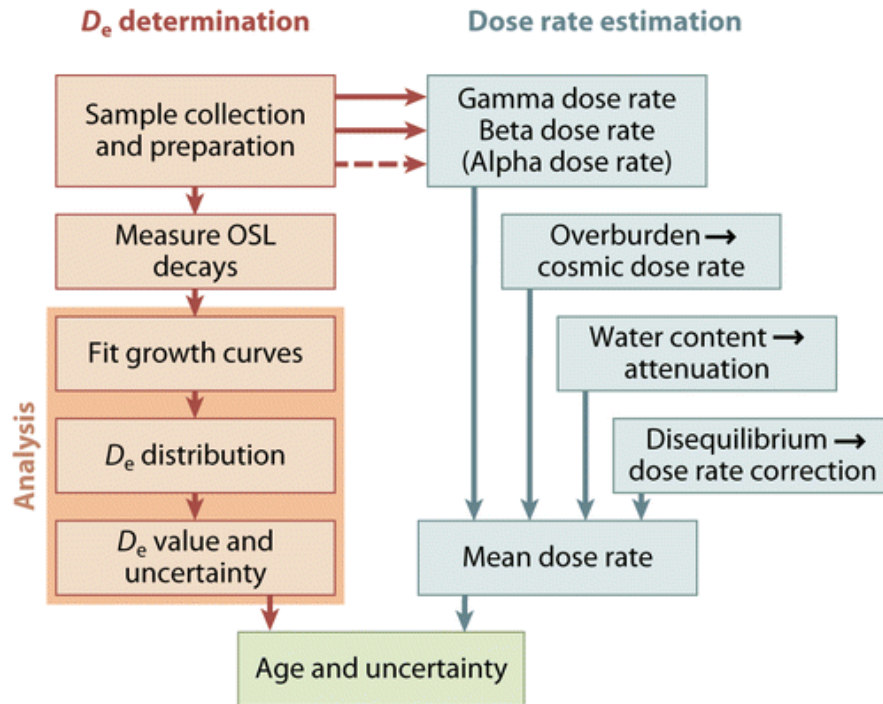 Dₑ determination
Dose rate estimation
Sample collection
and preparation
Gamma dose rate
Beta dose rate
(Alpha dose rate)
Measure OSL
decays
Overburden →
cosmic dose rate
Analysis
Fit growth curves
Water content →
attenuation
Dₑ distribution
Disequilibrium →
dose rate correction
Dₑ value and
uncertainty
Mean dose rate
Age and uncertainty